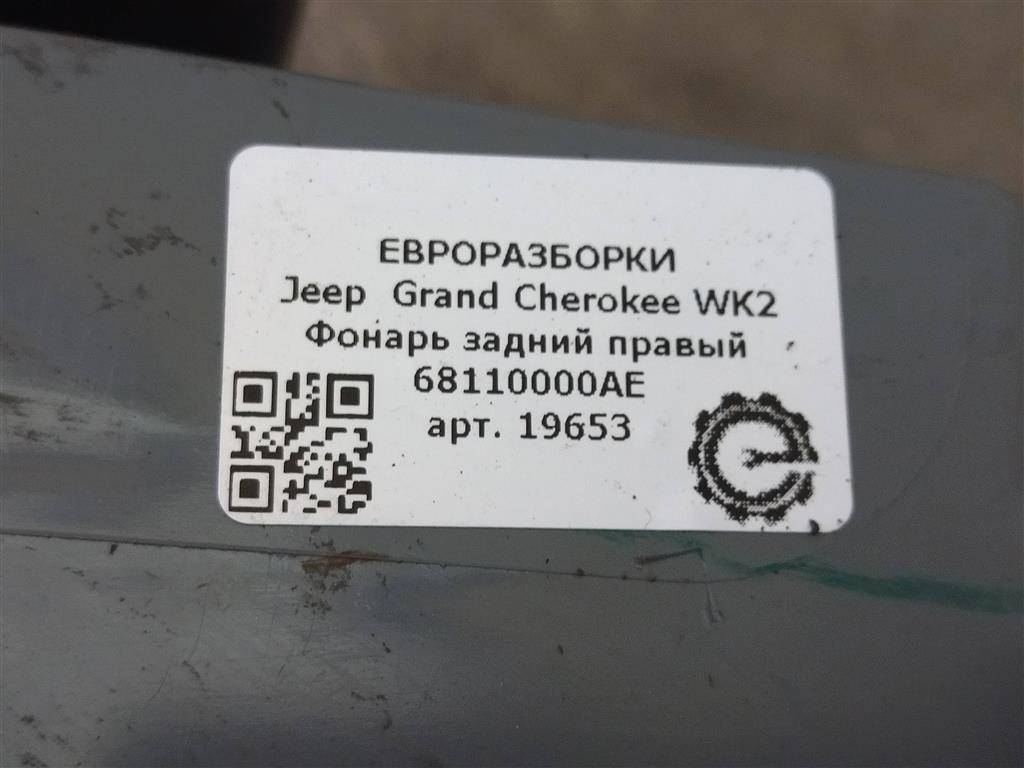 ЕВРОРАЗБОРКИ
Jeep Grand Cherokee WK2
Фонарь задний правый
68110000AE
арт. 19653